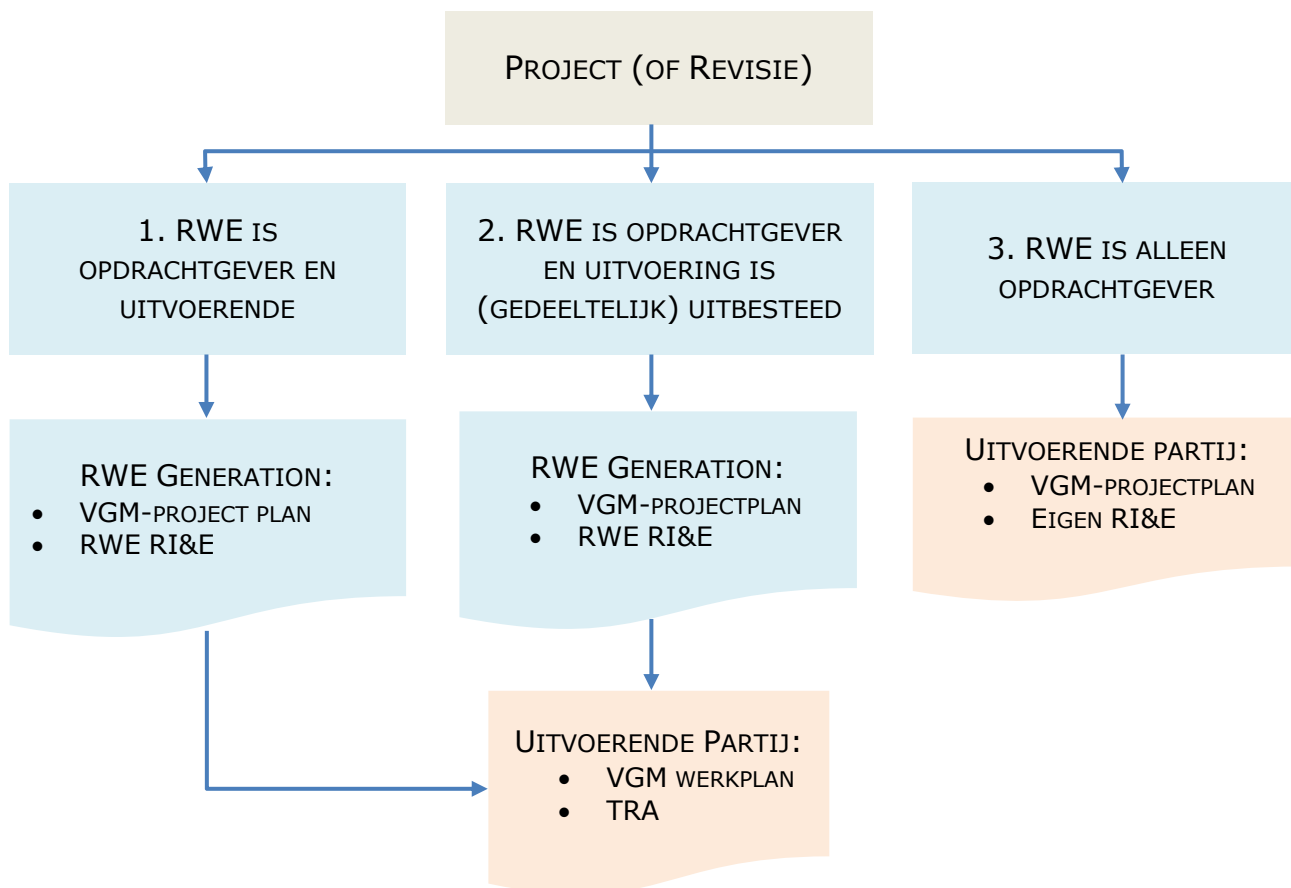 PROJECT (OF REVISIE)
1. RWE IS
OPDRACHTGEVER EN
UITVOERENDE
2. RWE IS OPDRACHTGEVER
EN UITVOERING IS
(GEDEELTELIJK) UITBESTEED
3. RWE IS ALLEEN
OPDRACHTGEVER
RWE GENERATION:
• VGM-PROJECT PLAN
• RWE RI&E
RWE GENERATION:
• VGM-PROJECTPLAN
• RWE RI&E
UITVOERENDE PARTIJ:
• VGM-PROJECTPLAN
• EIGEN RI&E
UITVOERENDE PARTIJ:
• VGM WERKPLAN
• TRA